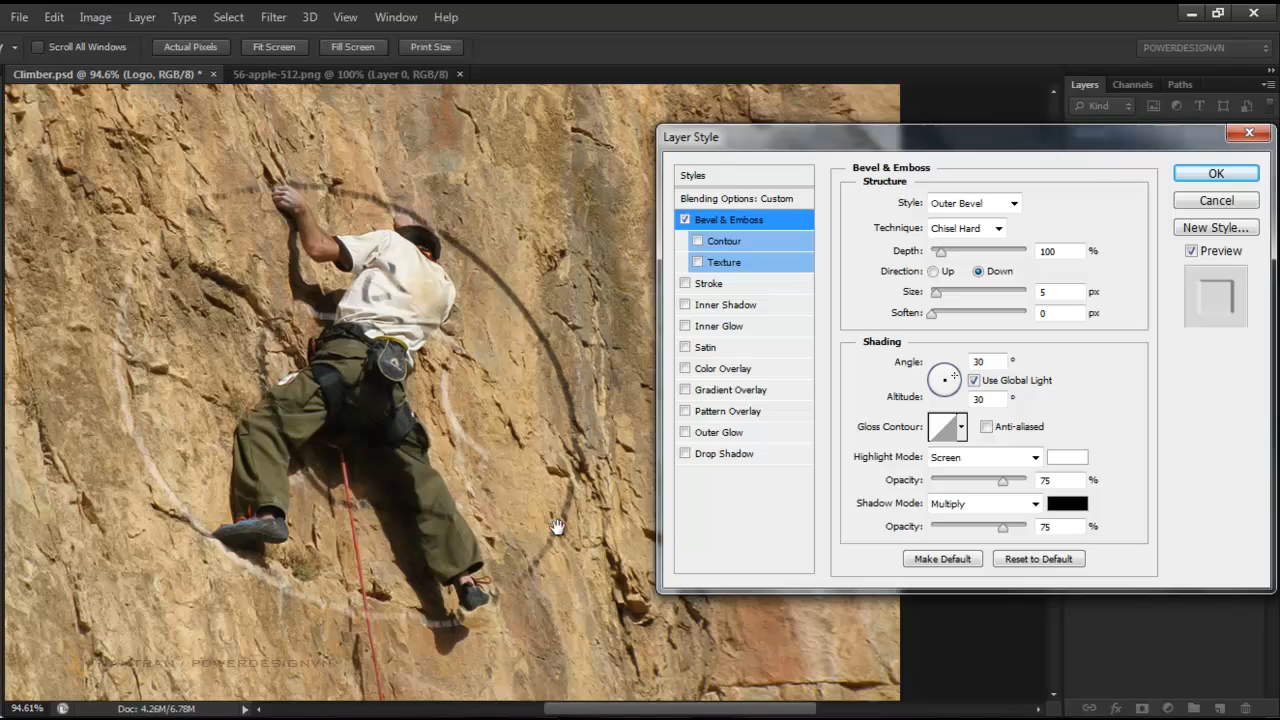 File Edit Image Layer Type Select Filter 3D View Window Help
Scroll All Windows Actual Pixels Fit Screen Fill Screen Print Size POWERDESIGNVN
Climber.psd @ 94.6% (Logo, RGB/8) * × 56-apple-512.png @ 100% (Layer 0, RGB/8) ×
Layers Channels Paths
Kind
Layer Style
Styles
Blending Options: Custom
Bevel & Emboss
Contour
Texture
Stroke
Inner Shadow
Inner Glow
Satin
Color Overlay
Gradient Overlay
Pattern Overlay
Outer Glow
Drop Shadow
Bevel & Emboss
Structure
Style: Outer Bevel
Technique: Chisel Hard
Depth: 100 %
Direction: Up Down
Size: 5 px
Soften: 0 px
Shading
Angle: 30 °
Use Global Light
Altitude: 30 °
Gloss Contour: Anti-aliased
Highlight Mode: Screen
Opacity: 75 %
Shadow Mode: Multiply
Opacity: 75 %
Make Default Reset to Default
OK
Cancel
New Style...
Preview
/ POWERDESIGNVN
94.61% Doc: 4.26M/6.78M
fx